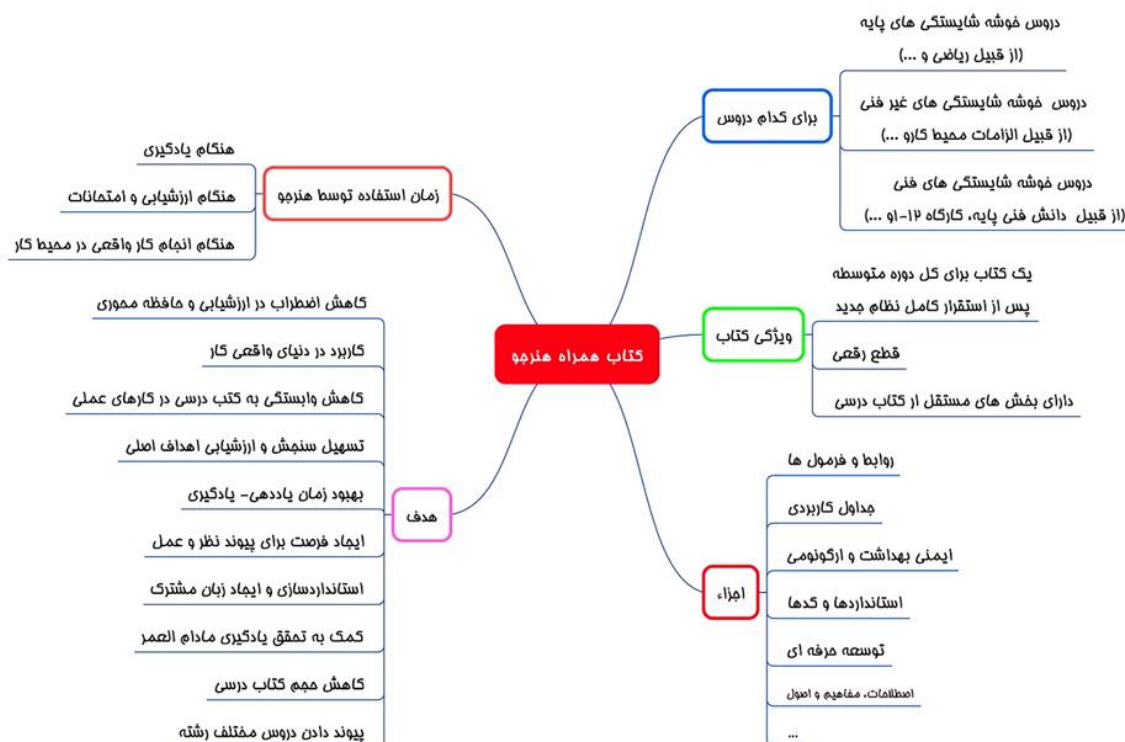 کتاب همراه هنرجو
برای کدام دروس
دروس خوشه شایستگی های پایه
(از قبیل ریاضی و ...)
دروس خوشه شایستگی های غیر فنی
(از قبیل الزامات محیط کارو ...)
دروس خوشه شایستگی های فنی
(از قبیل دانش فنی پایه، کارگاه ۱۲-۱و ...)
ویژگی کتاب
یک کتاب برای کل دوره متوسطه
پس از استقرار کامل نظام جدید
قطع رقعی
دارای بخش های مستقل از کتاب درسی
اجزاء
روابط و فرمول ها
جداول کاربردی
ایمنی بهداشت و ارگونومی
استانداردها و کدها
توسعه حرفه ای
اصطلاحات، مفاهیم و اصول
...
زمان استفاده توسط هنرجو
هنگام یادگیری
هنگام ارزشیابی و امتحانات
هنگام انجام کار واقعی در محیط کار
هدف
کاهش اضطراب در ارزشیابی و حافظه محوری
کاربرد در دنیای واقعی کار
کاهش وابستگی به کتب درسی در کارهای عملی
تسهیل سنجش و ارزشیابی اهداف اصلی
بهبود زمان یاددهی- یادگیری
ایجاد فرصت برای پیوند نظر و عمل
استانداردسازی و ایجاد زبان مشترک
کمک به تحقق یادگیری مادام العمر
کاهش حجم کتاب درسی
پیوند دادن دروس مختلف رشته